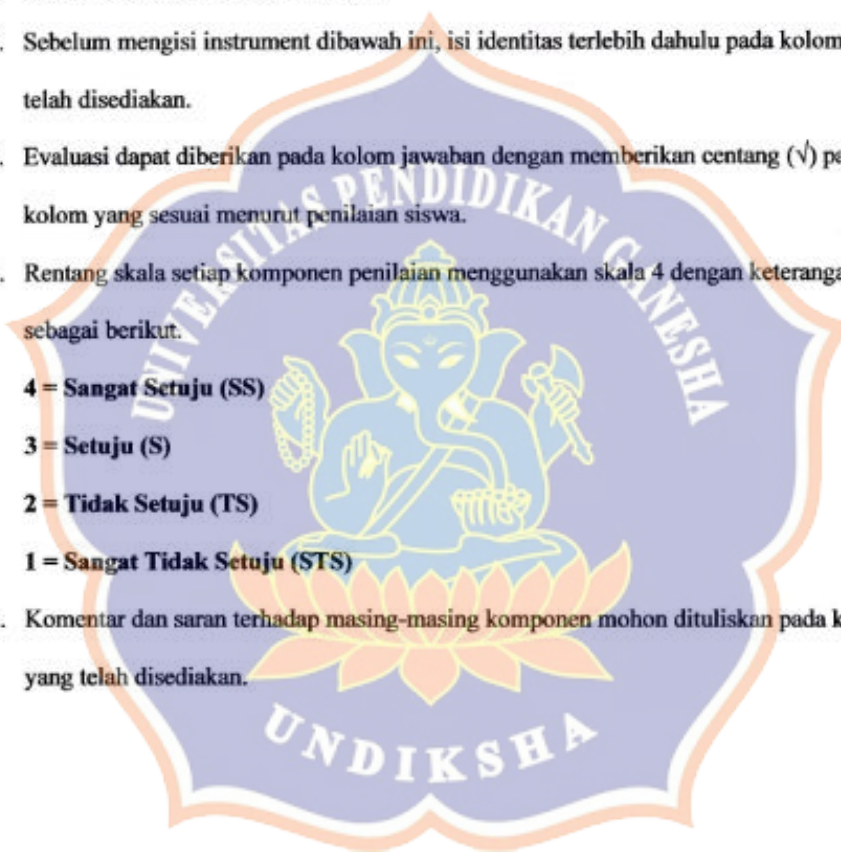 . Sebelum mengisi instrument dibawah ini, isi identitas terlebih dahulu pada kolom
telah disediakan.
. Evaluasi dapat diberikan pada kolom jawaban dengan memberikan centang (√) pa
kolom yang sesuai menurut penilaian siswa.
. Rentang skala setiap komponen penilaian menggunakan skala 4 dengan keteranga
sebagai berikut.
4 = Sangat Setuju (SS)
3 = Setuju (S)
2 = Tidak Setuju (TS)
1 = Sangat Tidak Setuju (STS)
. Komentar dan saran terhadap masing-masing komponen mohon dituliskan pada k
yang telah disediakan.
UNIVERSITAS PENDIDIKAN GANESHA
UNDIKSHA